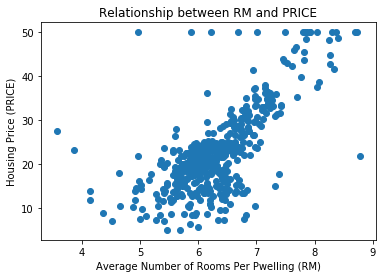 Relationship between RM and PRICE
Housing Price (PRICE)
50
40
30
20
10
4 5 6 7 8 9
Average Number of Rooms Per Pwelling (RM)